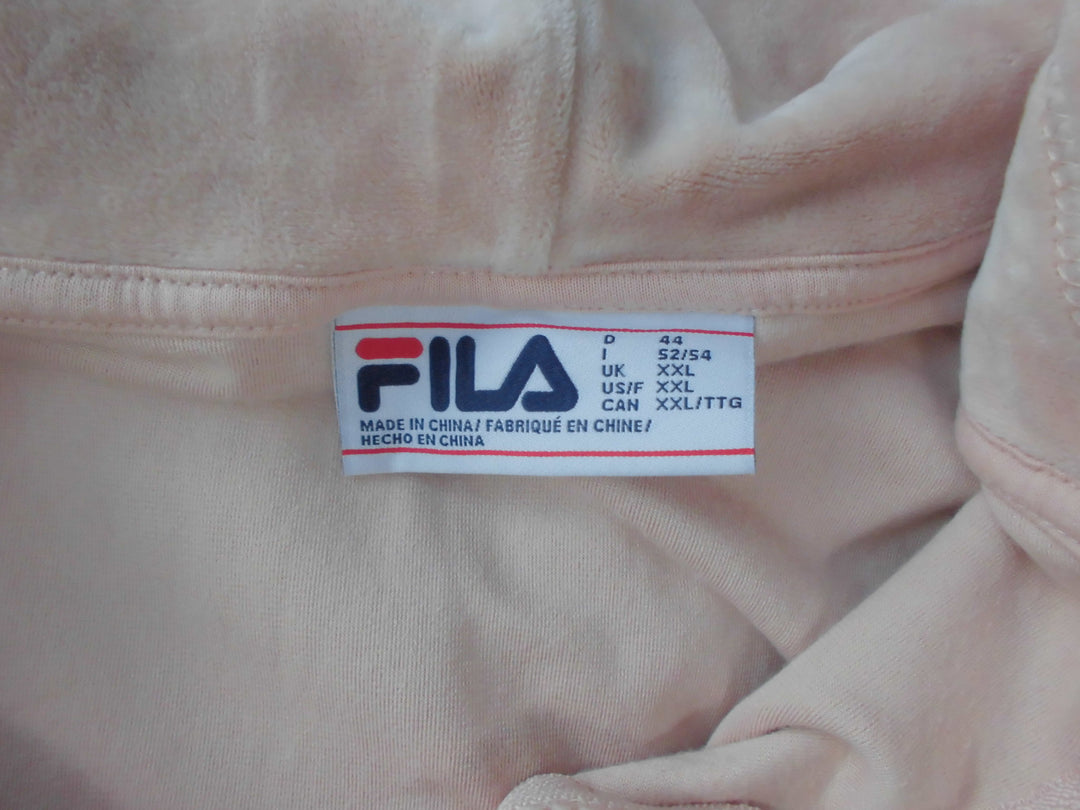 FILA
D 44
I 52/54
UK XXL
US/F XXL
CAN XXL/TTG
MADE IN CHINA/ FABRIQUÉ EN CHINE/
HECHO EN CHINA